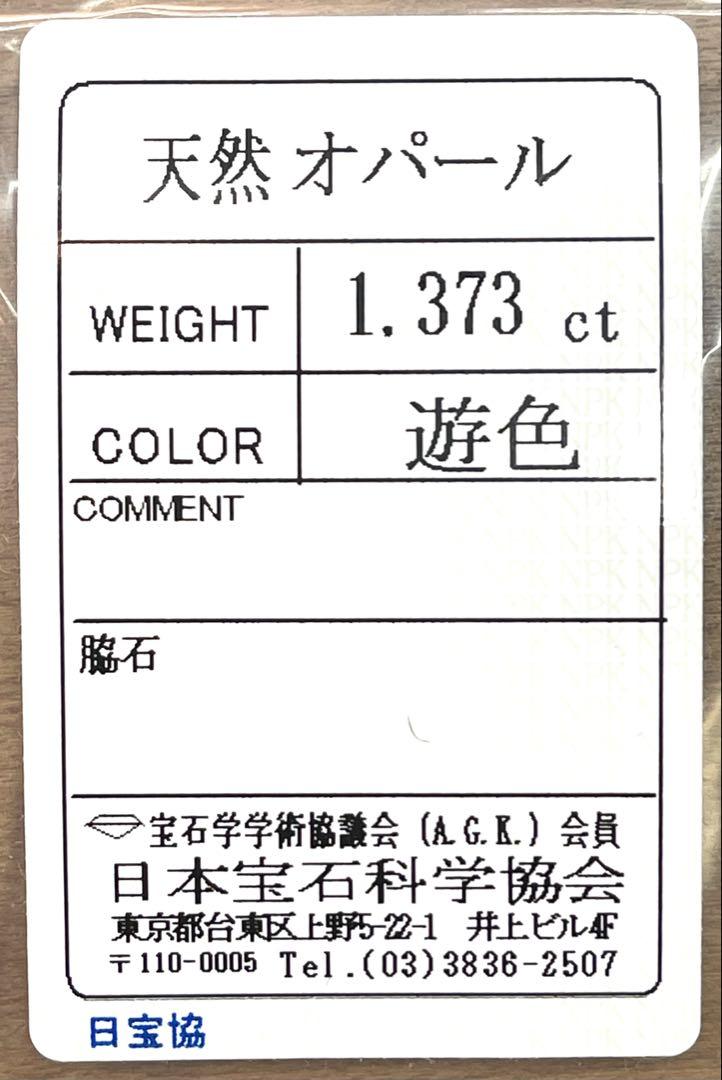 天然 オパール
WEIGHT 1.373 ct
COLOR 遊色
COMMENT
脇石
宝石学学術協議会 (A.G.K.) 会員
日本宝石科学協会
東京都台東区上野5-22-1 井上ビル4F
〒110-0005 Tel.(03)3836-2507
日宝協
NPK NPK NPK